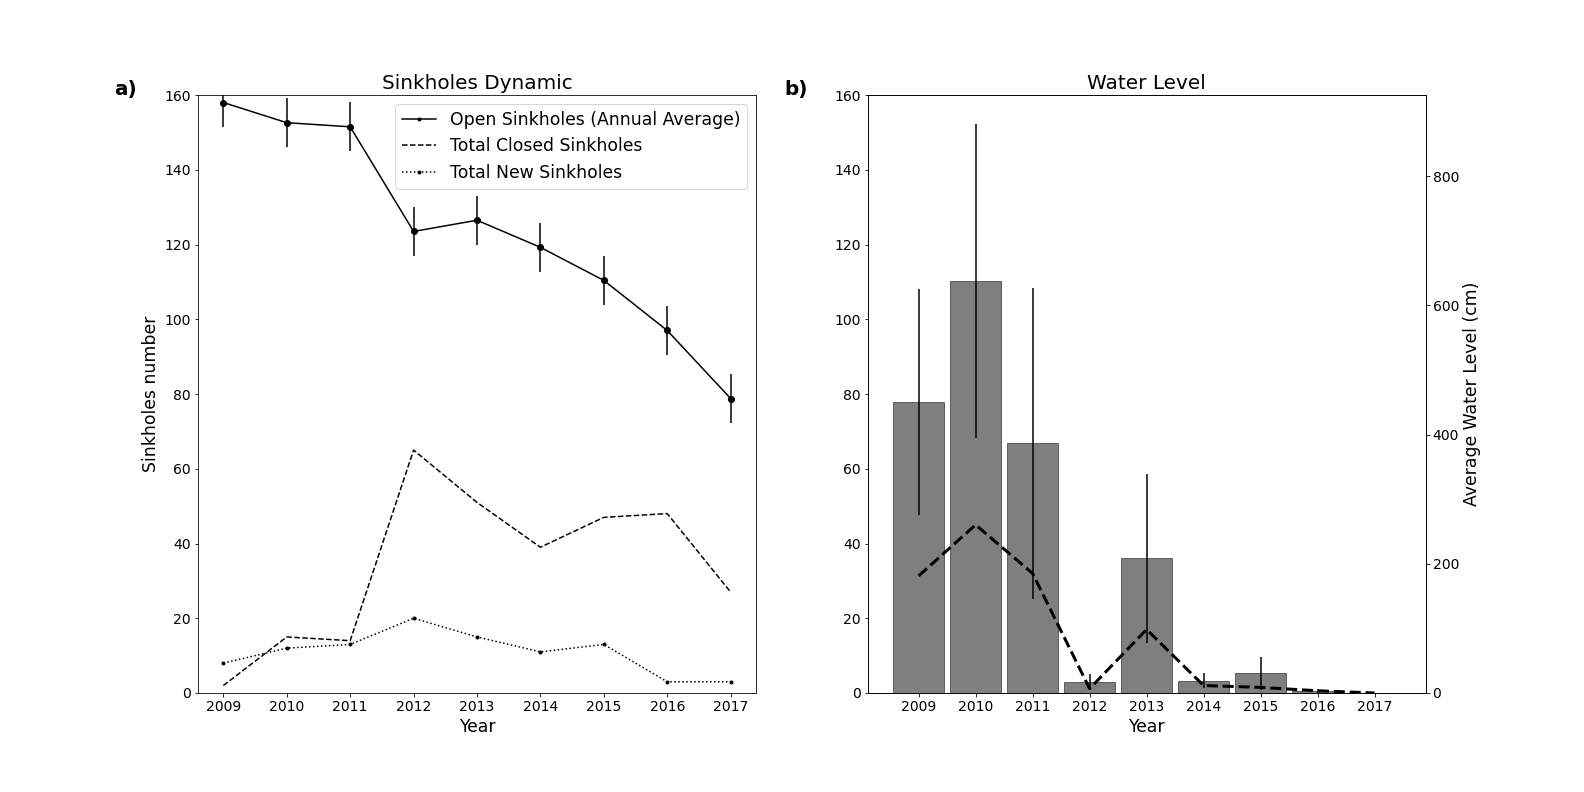 a)
Sinkholes Dynamic
160
140
120
100
80
60
40
20
0
Sinkholes number
Open Sinkholes (Annual Average)
Total Closed Sinkholes
Total New Sinkholes
2009 2010 2011 2012 2013 2014 2015 2016 2017
Year
b)
Water Level
160
140
120
100
80
60
40
20
0
800
600
400
200
0
Average Water Level (cm)
2009 2010 2011 2012 2013 2014 2015 2016 2017
Year